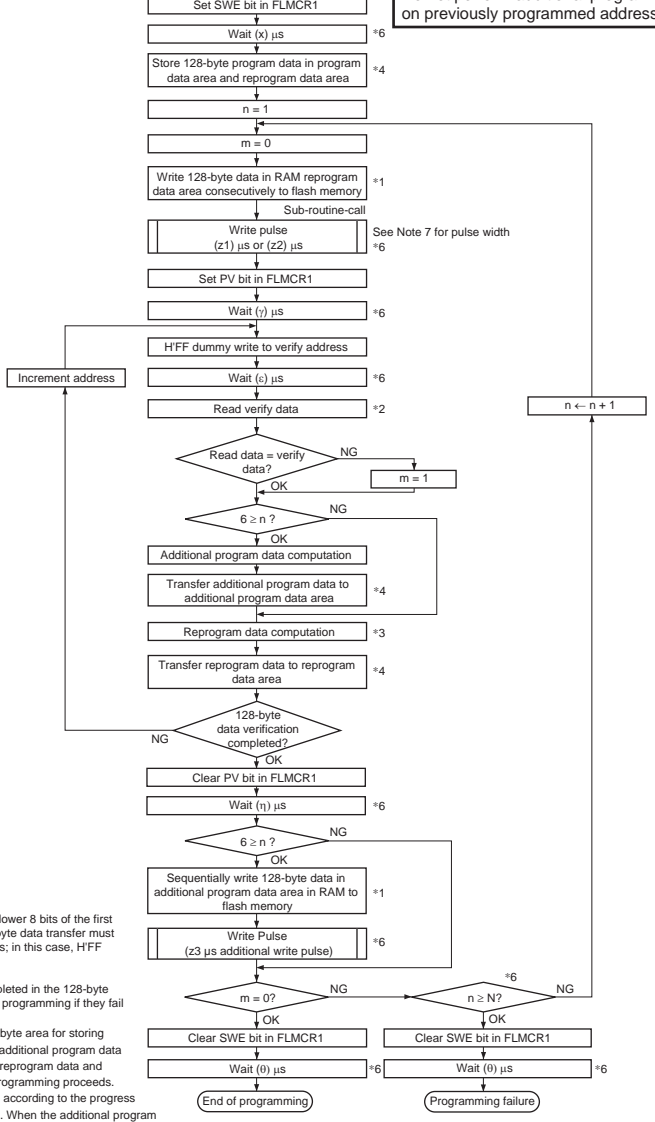 Set SWE bit in FLMCR1
on previously programmed address
Wait (x) μs
*6
Store 128-byte program data in program
data area and reprogram data area
*4
n = 1
m = 0
Write 128-byte data in RAM reprogram
data area consecutively to flash memory
*1
Sub-routine-call
Write pulse
(z1) μs or (z2) μs
See Note 7 for pulse width
*6
Set PV bit in FLMCR1
Wait (γ) μs
*6
H'FF dummy write to verify address
Increment address
Wait (ε) μs
*6
Read verify data
*2
n ← n + 1
Read data = verify
data?
NG
m = 1
OK
6 ≥ n ?
NG
OK
Additional program data computation
Transfer additional program data to
additional program data area
*4
Reprogram data computation
*3
Transfer reprogram data to reprogram
data area
*4
128-byte
data verification
completed?
NG
OK
Clear PV bit in FLMCR1
Wait (η) μs
*6
6 ≥ n ?
NG
OK
Sequentially write 128-byte data in
additional program data area in RAM to
flash memory
*1
Write Pulse
(z3 μs additional write pulse)
*6
lower 8 bits of the first
byte data transfer must
s; in this case, H'FF
m = 0?
NG
*6
n ≥ N?
NG
OK
OK
pleted in the 128-byte
programming if they fail
Clear SWE bit in FLMCR1
Clear SWE bit in FLMCR1
Wait (θ) μs
*6
Wait (θ) μs
*6
End of programming
Programming failure
byte area for storing
additional program data
reprogram data and
rogramming proceeds.
according to the progress
. When the additional program